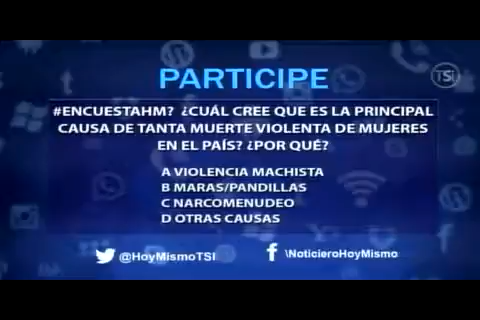 PARTICIPE
TSi
#ENCUESTAHM? ¿CUÁL CREE QUE ES LA PRINCIPAL
CAUSA DE TANTA MUERTE VIOLENTA DE MUJERES
EN EL PAÍS? ¿POR QUÉ?
A VIOLENCIA MACHISTA
B MARAS/PANDILLAS
C NARCOMENUDEO
D OTRAS CAUSAS
@HoyMismoTSI
\NoticieroHoyMismo